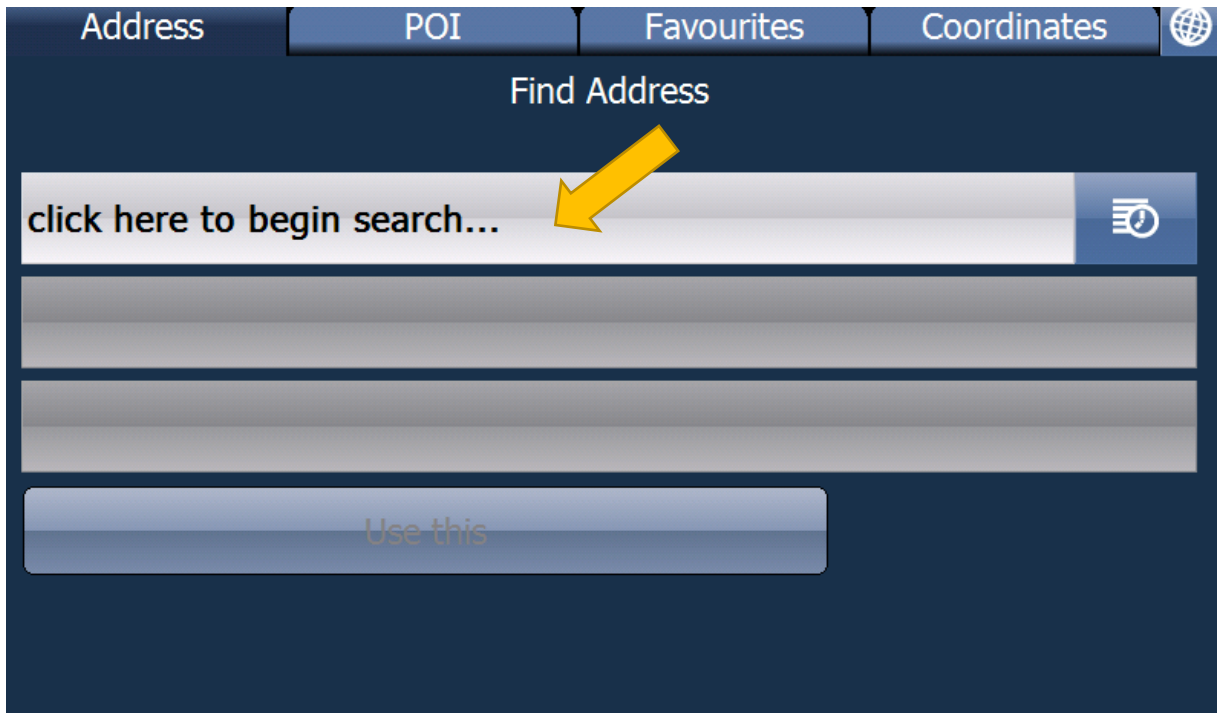 Address POI Favourites Coordinates
Find Address
click here to begin search...
Use this